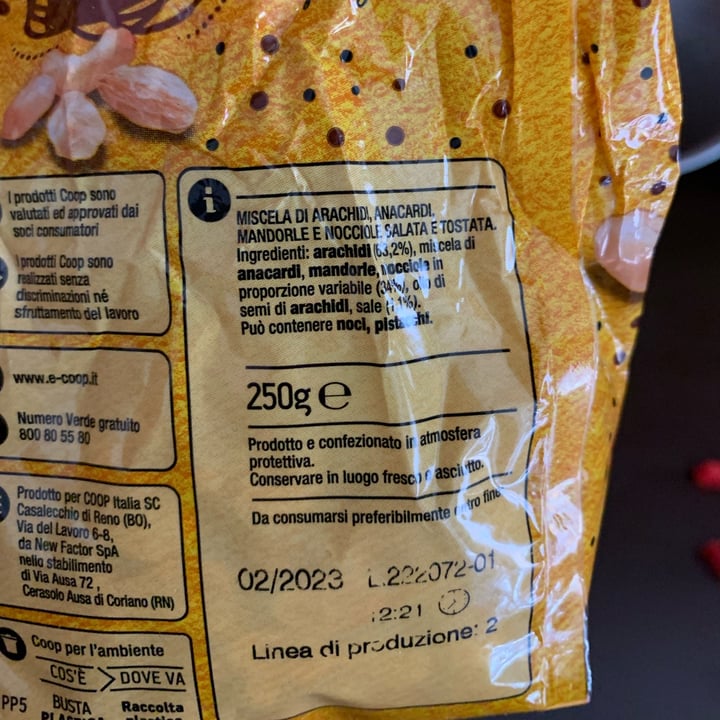 I prodotti Coop sono
valutati ed approvati dai
soci consumatori
I prodotti Coop sono
realizzati senza
discriminazioni né
sfruttamento del lavoro
www.e-coop.it
Numero Verde gratuito
800 80 55 80
Prodotto per COOP Italia SC
Casalecchio di Reno (BO),
Via del Lavoro 6-8,
da New Factor SpA
nello stabilimento
di Via Ausa 72,
Cerasolo Ausa di Coriano (RN)
Coop per l'ambiente
COS'È DOVE VA
PP5 BUSTA Raccolta
i
MISCELA DI ARACHIDI, ANACARDI,
MANDORLE E NOCCIOLE SALATA E TOSTATA.
Ingredienti: arachidi (63,2%), miscela di
anacardi, mandorle, nocciole in
proporzione variabile (34%), olio di
semi di arachidi, sale (1,1%).
Può contenere noci, pistacchi.
250g e
Prodotto e confezionato in atmosfera
protettiva.
Conservare in luogo fresco e asciutto.
Da consumarsi preferibilmente entro fine
02/2023 L.222072-01
12:21
Linea di produzione: 2